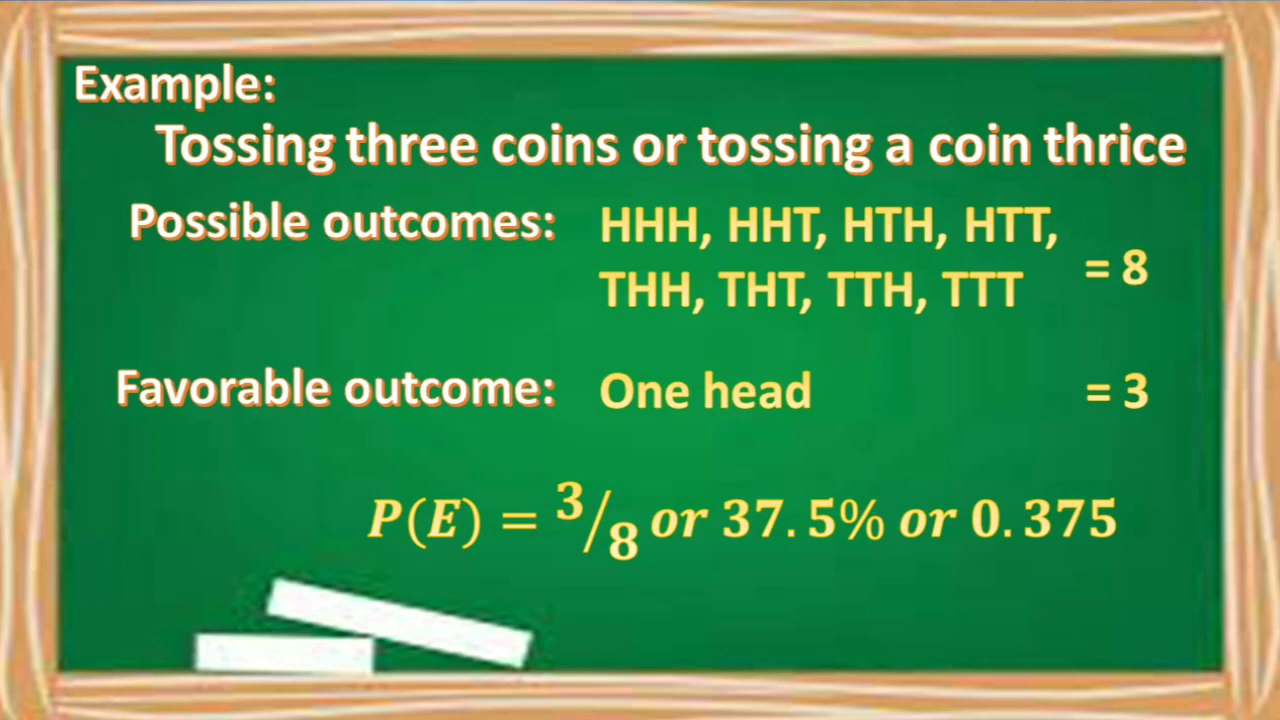 Example:
Tossing three coins or tossing a coin thrice
Possible outcomes: HHH, HHT, HTH, HTT,
THH, THT, TTH, TTT = 8
Favorable outcome: One head = 3
P(E) = 3/8 or 37.5% or 0.375